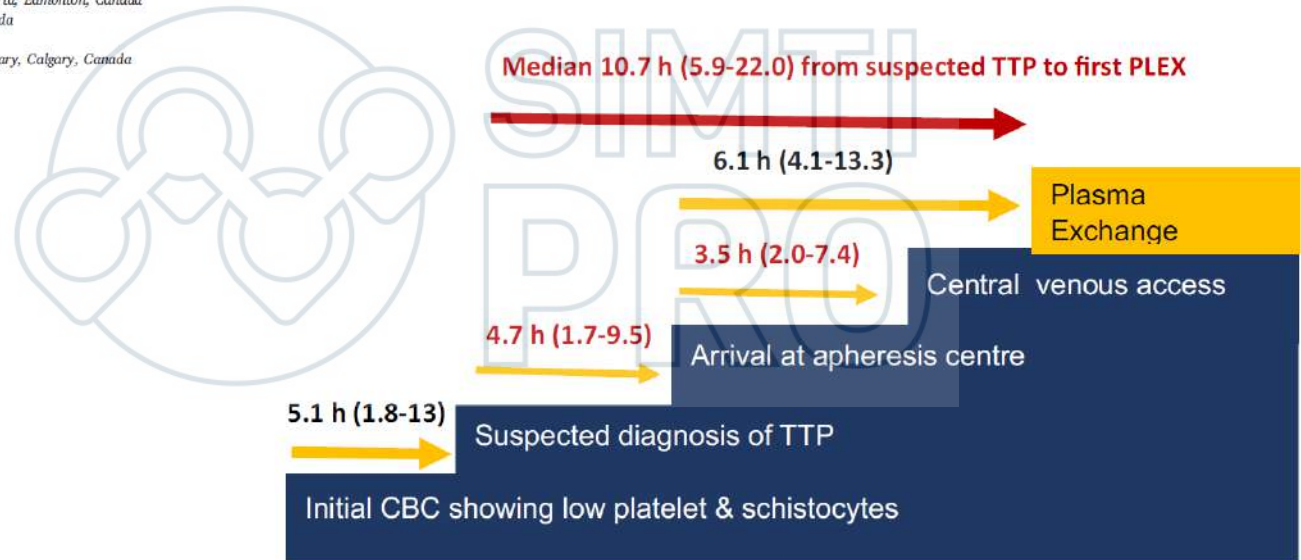 Edmonton, Canada
ary, Calgary, Canada
SIMTI
PRO
Median 10.7 h (5.9-22.0) from suspected TTP to first PLEX
6.1 h (4.1-13.3)
Plasma
Exchange
3.5 h (2.0-7.4)
Central venous access
4.7 h (1.7-9.5)
Arrival at apheresis centre
5.1 h (1.8-13)
Suspected diagnosis of TTP
Initial CBC showing low platelet & schistocytes